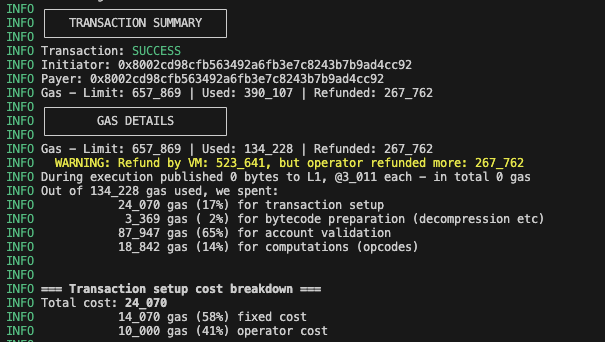 INFO
INFO TRANSACTION SUMMARY
INFO
INFO Transaction: SUCCESS
INFO Initiator: 0x8002cd98cfb563492a6fb3e7c8243b7b9ad4cc92
INFO Payer: 0x8002cd98cfb563492a6fb3e7c8243b7b9ad4cc92
INFO Gas - Limit: 657_869 | Used: 390_107 | Refunded: 267_762
INFO
INFO GAS DETAILS
INFO
INFO Gas - Limit: 657_869 | Used: 134_228 | Refunded: 267_762
INFO WARNING: Refund by VM: 523_641, but operator refunded more: 267_762
INFO During execution published 0 bytes to L1, @3_011 each - in total 0 gas
INFO Out of 134_228 gas used, we spent:
INFO 24_070 gas (17%) for transaction setup
INFO 3_369 gas ( 2%) for bytecode preparation (decompression etc)
INFO 87_947 gas (65%) for account validation
INFO 18_842 gas (14%) for computations (opcodes)
INFO
INFO
INFO === Transaction setup cost breakdown ===
INFO Total cost: 24_070
INFO 14_070 gas (58%) fixed cost
INFO 10_000 gas (41%) operator cost
INFO